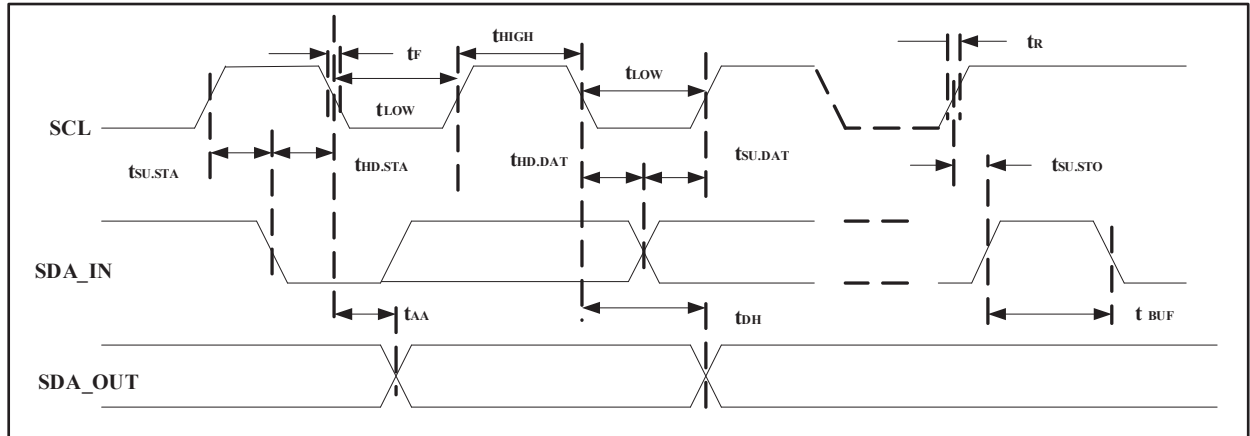 tF
tHIGH
tR
tLOW
tLOW
SCL
tSU.STA
tHD.STA
tHD.DAT
tSU.DAT
tSU.STO
SDA_IN
tAA
tDH
t BUF
SDA_OUT